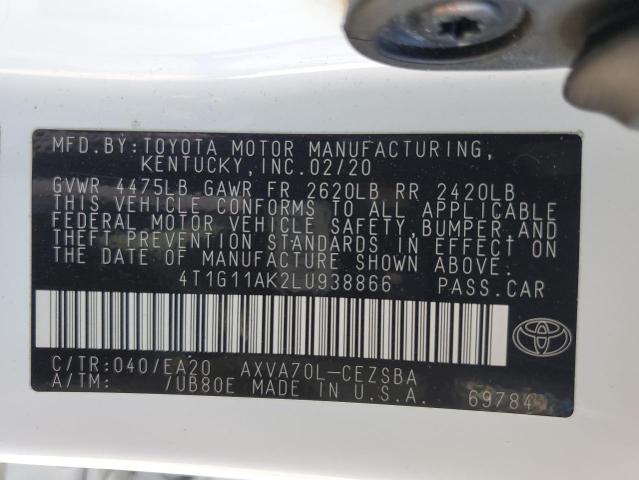 MFD.BY:TOYOTA MOTOR MANUFACTURING,
KENTUCKY,INC.02/20
GVWR 4475LB GAWR FR 2620LB RR 2420LB
THIS VEHICLE CONFORMS TO ALL APPLICABLE
FEDERAL MOTOR VEHICLE SAFETY,BUMPER,AND
THEFT PREVENTION STANDARDS IN EFFECT ON
THE DATE OF MANUFACTURE SHOWN ABOVE.
4T1G11AK2LU938866 PASS.CAR
C/TR:040/EA20 AXVA70L-CEZSBA
A/TM: /UB80E MADE IN U.S.A. 69784